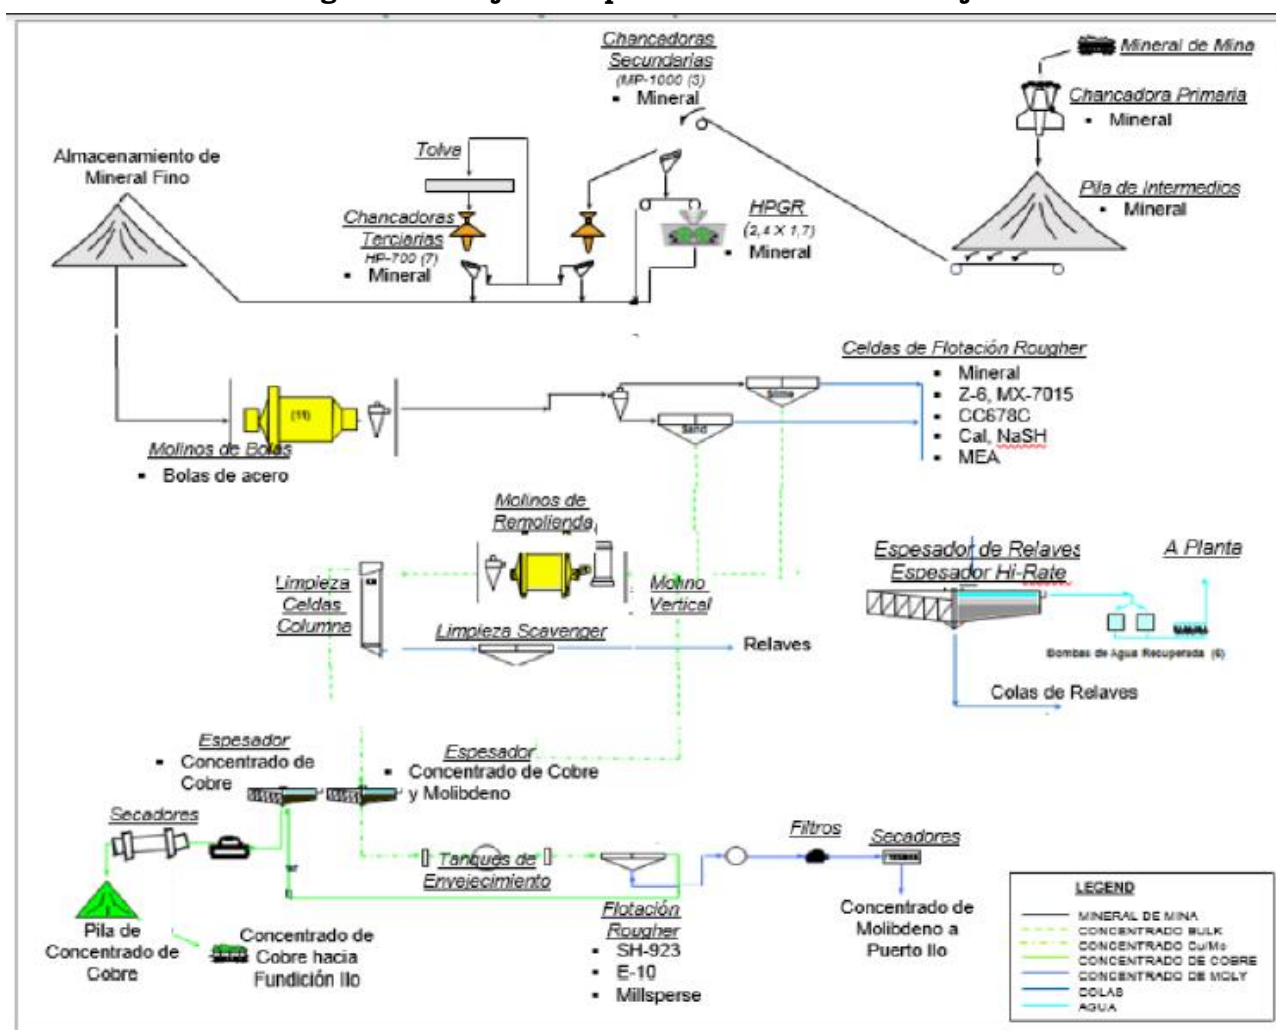 Chancadoras
Secundarias
(MP-1000 (3)
▪ Mineral
Mineral de Mina
Chancadora Primaria
▪ Mineral
Pila de Intermedios
▪ Mineral
Almacenamiento de
Mineral Fino
Tolva
Chancadoras
Terciarias
HP-700 (7)
▪ Mineral
HPGR
(2,4 X 1,7)
▪ Mineral
Celdas de Flotación Rougher
▪ Mineral
▪ Z-6, MX-7015
▪ CC678C
▪ Cal, NaSH
▪ MEA
Slime
Sand
(11)
Molinos de Bolas
▪ Bolas de acero
Molinos de
Remolienda
Molino
Vertical
Limpieza
Celdas
Columna
Limpieza Scavenger
Relaves
Espesador de Relaves
Espesador Hi-Rate
A Planta
Bombas de Agua Recuperada (6)
Colas de Relaves
Espesador
▪ Concentrado de
Cobre
Espesador
▪ Concentrado de Cobre
y Molibdeno
Secadores
Tanques de
Envejecimiento
Filtros
Secadores
Pila de
Concentrado de
Cobre
Concentrado de
Cobre hacia
Fundición Ilo
Flotación
Rougher
▪ SH-923
▪ E-10
▪ Millsperse
Concentrado de
Molibdeno a
Puerto Ilo
LEGEND
MINERAL DE MINA
CONCENTRADO BULK
CONCENTRADO Cu/Mo
CONCENTRADO DE COBRE
CONCENTRADO DE MOLY
COLAS
AGUA